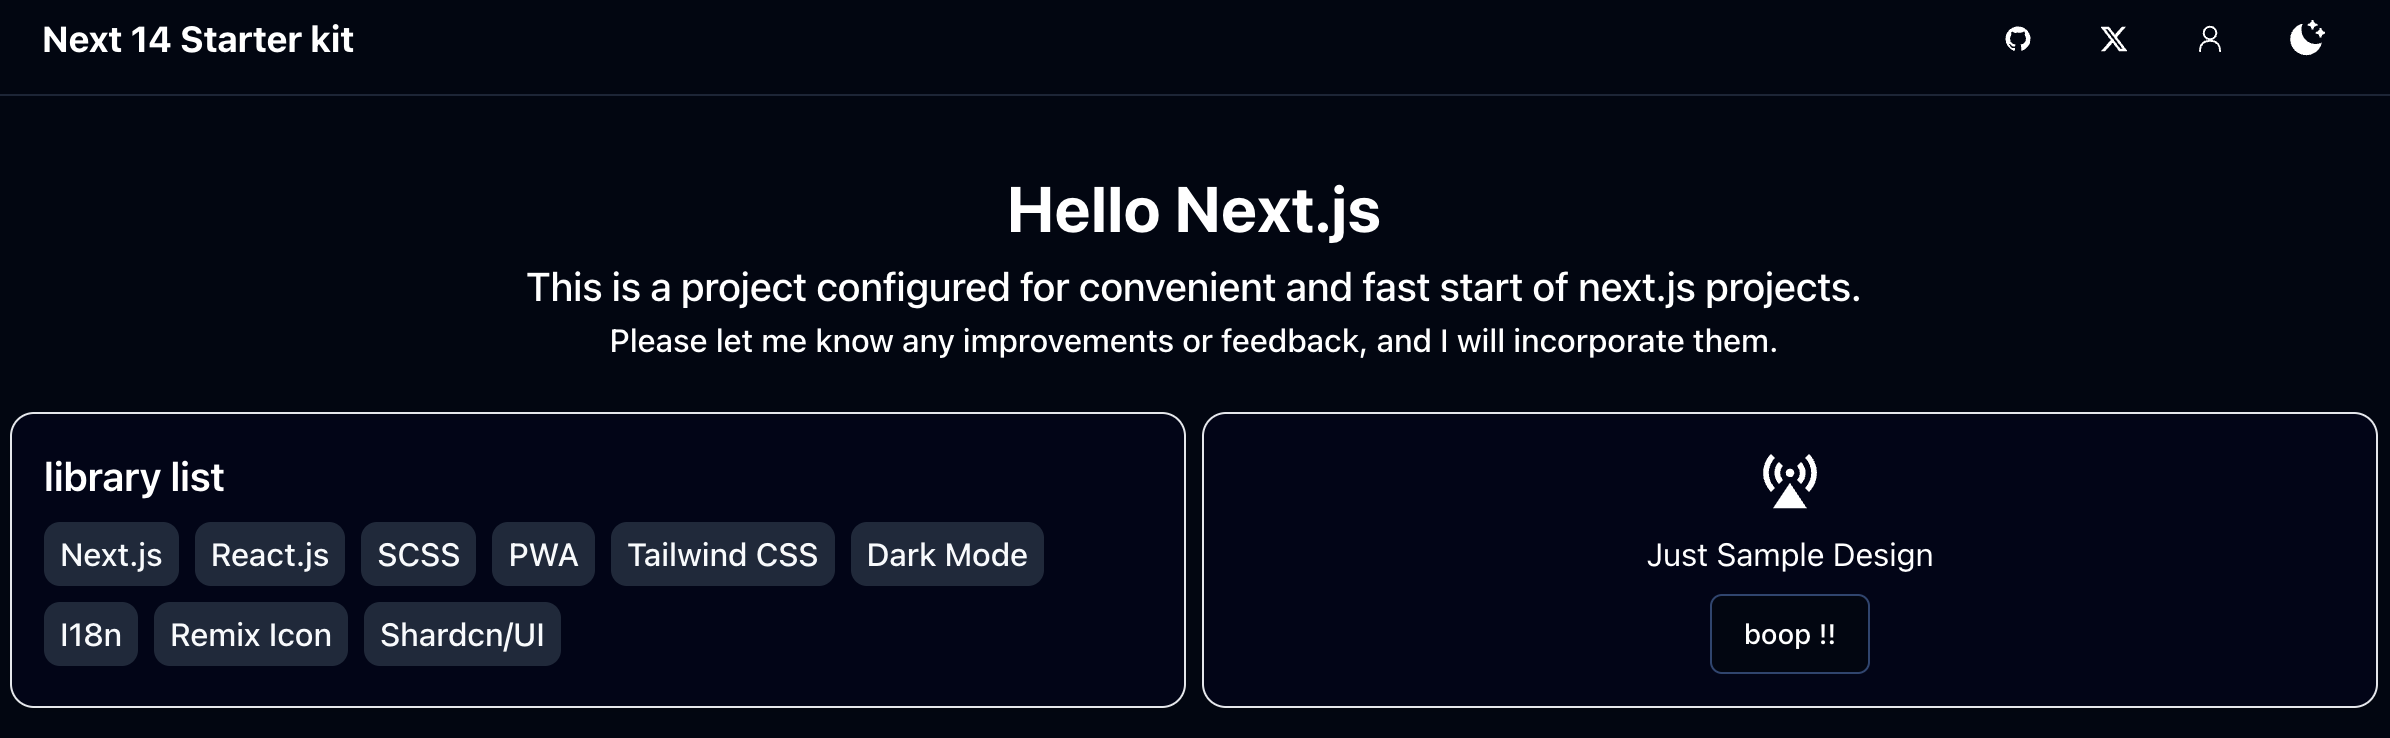 Next 14 Starter kit
Hello Next.js
This is a project configured for convenient and fast start of next.js projects.
Please let me know any improvements or feedback, and I will incorporate them.
library list
Next.js React.js SCSS PWA Tailwind CSS Dark Mode
I18n Remix Icon Shardcn/UI
Just Sample Design
boop !!